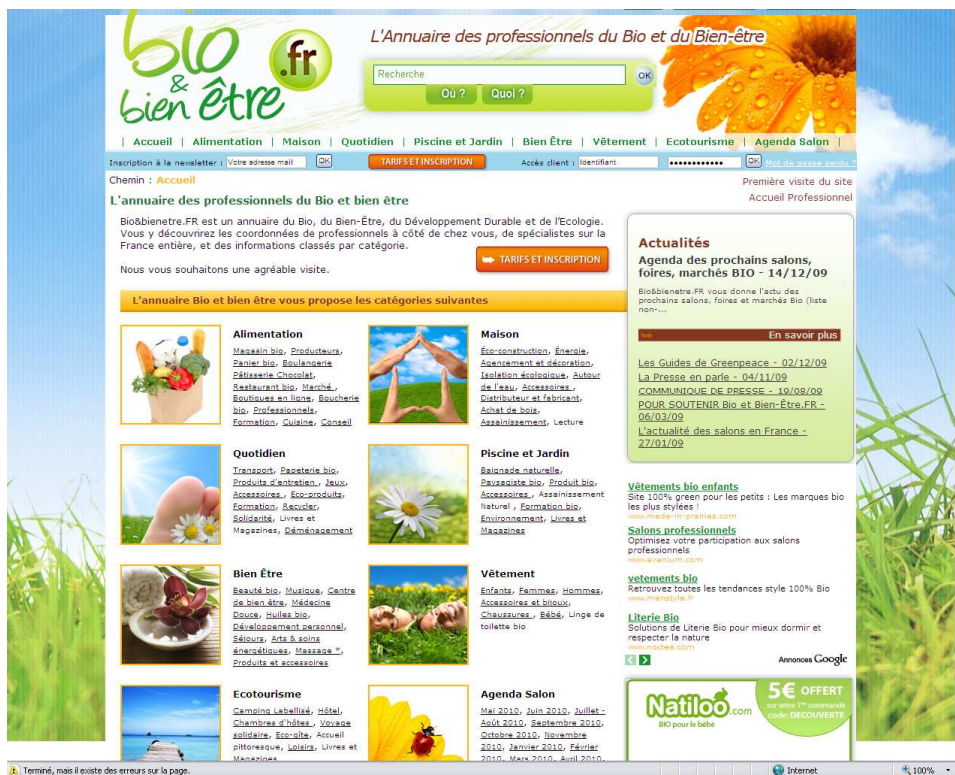 bio
&
bien être
.fr
L'Annuaire des professionnels du Bio et du Bien-être
Recherche
OK
Où ?
Quoi ?
| Accueil | Alimentation | Maison | Quotidien | Piscine et Jardin | Bien Être | Vêtement | Ecotourisme | Agenda Salon |
Inscription à la newsletter : Votre adresse mail OK TARIFS ET INSCRIPTION Accès client : Identifiant •••••••••••• OK Mot de passe perdu ?
Chemin : Accueil
Première visite du site
Accueil Professionnel
L'annuaire des professionnels du Bio et bien être
Bio&bienetre.FR est un annuaire du Bio, du Bien-Être, du Développement Durable et de l'Ecologie.
Vous y découvrirez les coordonnées de professionnels à côté de chez vous, de spécialistes sur la
France entière, et des informations classés par catégorie.
Nous vous souhaitons une agréable visite.
TARIFS ET INSCRIPTION
L'annuaire Bio et bien être vous propose les catégories suivantes
Alimentation
Magasin bio, Producteurs,
Panier bio, Boulangerie
Pâtisserie Chocolat,
Restaurant bio, Marché ,
Boutiques en ligne, Boucherie
bio, Professionnels,
Formation, Cuisine, Conseil
Maison
Éco-construction, Énergie,
Agencement et décoration,
Isolation écologique, Autour
de l'eau, Accessoires ,
Distributeur et fabricant,
Achat de bois,
Assainissement, Lecture
Quotidien
Transport, Papeterie bio,
Produits d'entretien , Jeux,
Accessoires , Eco-produits,
Formation, Recycler,
Solidarité, Livres et
Magazines, Déménagement
Piscine et Jardin
Baignade naturelle,
Paysagiste bio, Produit bio,
Accessoires , Assainissement
Naturel , Formation bio,
Environnement, Livres et
Magazines
Bien Être
Beauté bio, Musique, Centre
de bien être, Médecine
Douce, Huiles bio,
Développement personnel,
Séjours, Arts & soins
énergétiques, Massage *,
Produits et accessoires
Vêtement
Enfants, Femmes, Hommes,
Accessoires et bijoux,
Chaussures , Bébé, Linge de
toilette bio
Ecotourisme
Camping Labellisé, Hôtel,
Chambres d'hôtes , Voyage
solidaire, Eco-gîte, Accueil
pittoresque, Loisirs, Livres et
Magazines
Agenda Salon
Mai 2010, Juin 2010, Juillet -
Août 2010, Septembre 2010,
Octobre 2010, Novembre
2010, Janvier 2010, Février
2010, Mars 2010, Avril 2010,
Actualités
Agenda des prochains salons,
foires, marchés BIO - 14/12/09
Bio&bienetre.FR vous donne l'actu des
prochains salons, foires et marchés Bio (liste
non-...
En savoir plus
Les Guides de Greenpeace - 02/12/09
La Presse en parle - 04/11/09
COMMUNIQUE DE PRESSE - 19/08/09
POUR SOUTENIR Bio et Bien-Être.FR -
06/03/09
L'actualité des salons en France -
27/01/09
Vêtements bio enfants
Site 100% green pour les petits : Les marques bio
les plus stylées !
www.made-in-prairies.com
Salons professionnels
Optimisez votre participation aux salons
professionnels
www.evenium.com
vetements bio
Retrouvez toutes les tendances style 100% Bio
www.menstyle.fr
Literie Bio
Solutions de Literie Bio pour mieux dormir et
respecter la nature
www.noctea.com
Annonces Google
Natiloo.com
BIO pour le bébé
5€ OFFERT
sur votre 1ère commande
code: DECOUVERTE
Terminé, mais il existe des erreurs sur la page.
Internet
100%